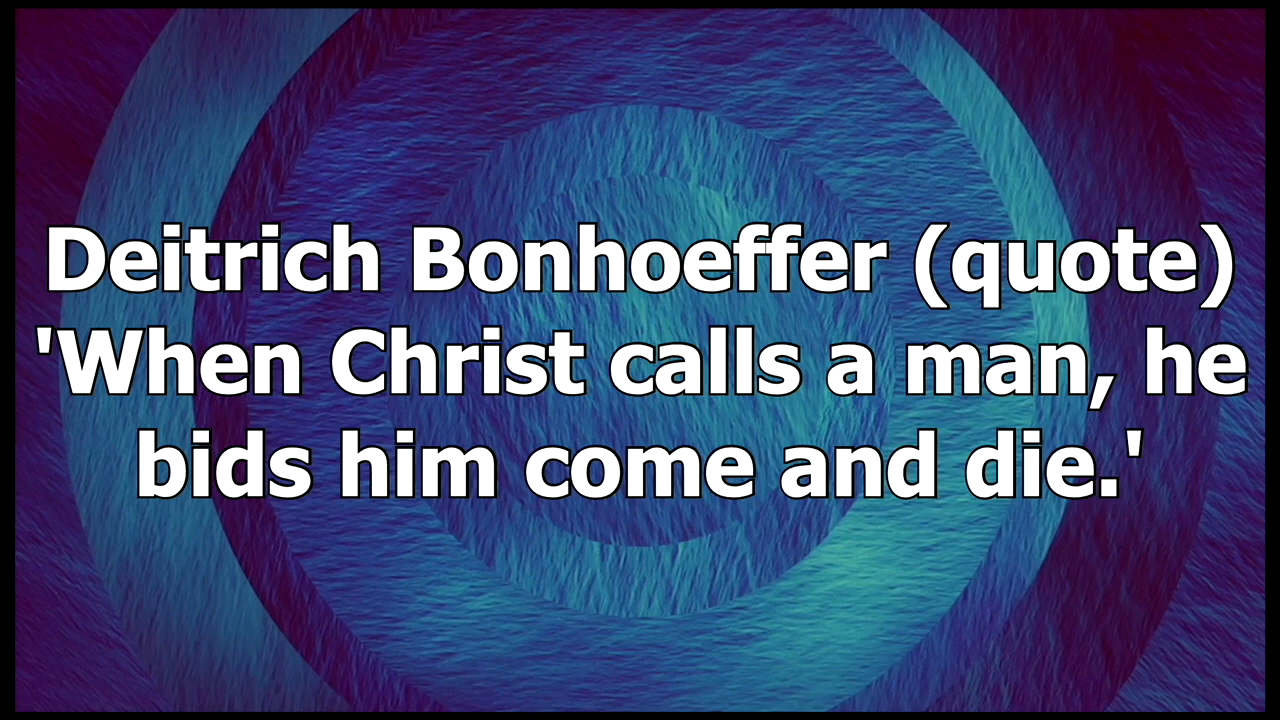 Deitrich Bonhoeffer (quote)
'When Christ calls a man, he
bids him come and die.'